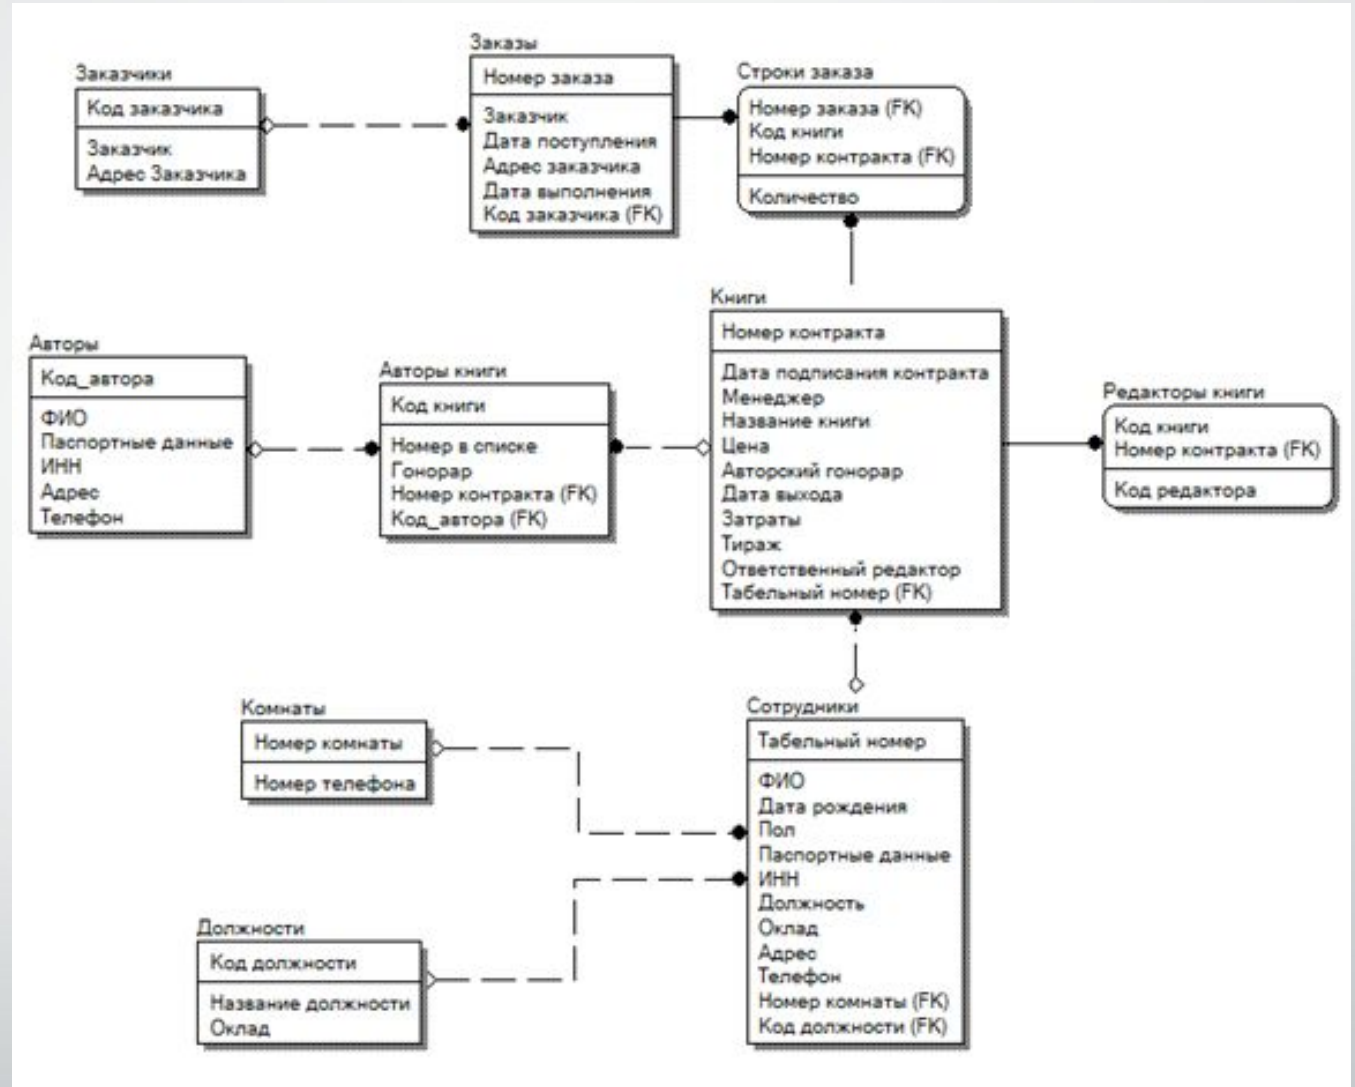 Заказчики
Код заказчика
Заказчик
Адрес Заказчика
Заказы
Номер заказа
Заказчик
Дата поступления
Адрес заказчика
Дата выполнения
Код заказчика (FK)
Строки заказа
Номер заказа (FK)
Код книги
Номер контракта (FK)
Количество
Авторы
Код_автора
ФИО
Паспортные данные
ИНН
Адрес
Телефон
Авторы книги
Код книги
Номер в списке
Гонорар
Номер контракта (FK)
Код_автора (FK)
Книги
Номер контракта
Дата подписания контракта
Менеджер
Название книги
Цена
Авторский гонорар
Дата выхода
Затраты
Тираж
Ответственный редактор
Табельный номер (FK)
Редакторы книги
Код книги
Номер контракта (FK)
Код редактора
Комнаты
Номер комнаты
Номер телефона
Должности
Код должности
Название должности
Оклад
Сотрудники
Табельный номер
ФИО
Дата рождения
Пол
Паспортные данные
ИНН
Должность
Оклад
Адрес
Телефон
Номер комнаты (FK)
Код должности (FK)